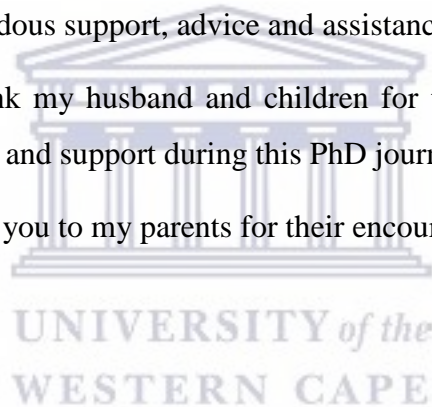 dous support, advice and assistanc
nk my husband and children for
and support during this PhD journ
you to my parents for their encour
UNIVERSITY of the
WESTERN CAPE